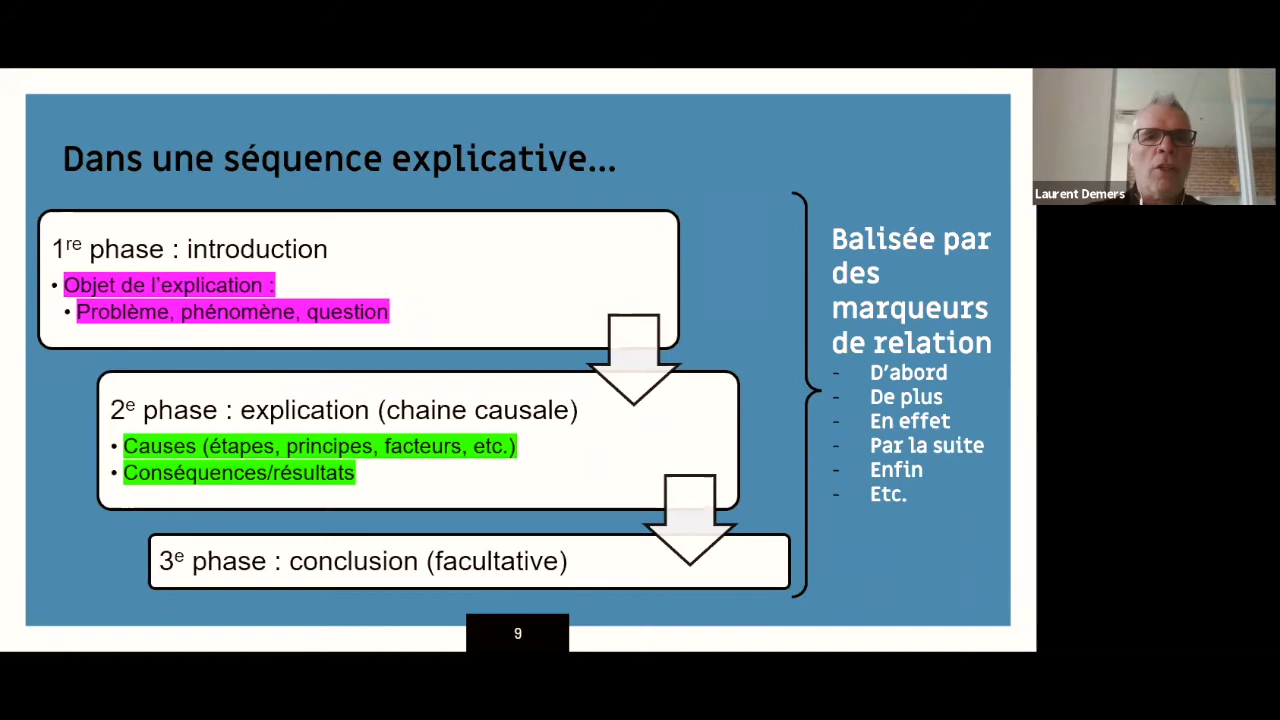 Dans une séquence explicative...
1re phase : introduction
• Objet de l'explication :
• Problème, phénomène, question
2e phase : explication (chaine causale)
• Causes (étapes, principes, facteurs, etc.)
• Conséquences/résultats
3e phase : conclusion (facultative)
Balisée par
des
marqueurs
de relation
- D'abord
- De plus
- En effet
- Par la suite
- Enfin
- Etc.
9
Laurent Demers